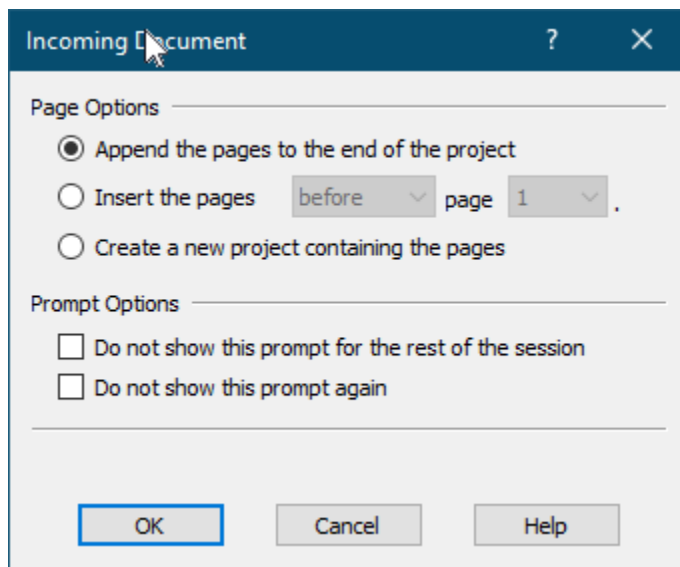 Incoming Document ? ×
Page Options
Append the pages to the end of the project
Insert the pages before page 1 .
Create a new project containing the pages
Prompt Options
Do not show this prompt for the rest of the session
Do not show this prompt again
OK Cancel Help